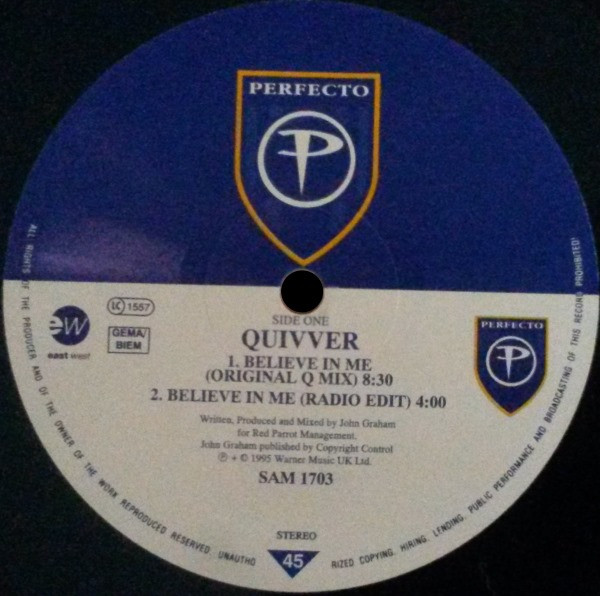 PERFECTO
P
ALL RIGHTS OF THE PRODUCER AND OF THE OWNER OF THE WORK REPRODUCED RESERVED. UNAUTHO
RIZED COPYING, HIRING, LENDING, PUBLIC PERFORMANCE AND BROADCASTING OF THIS RECORD PROHIBITED!
ew
east west
LC 1557
GEMA/
BIEM
PERFECTO
P
SIDE ONE
QUIVVER
1. BELIEVE IN ME
(ORIGINAL Q MIX) 8:30
2. BELIEVE IN ME (RADIO EDIT) 4:00
Written, Produced and Mixed by John Graham
for Red Parrot Management.
John Graham published by Copyright Control
℗ + © 1995 Warner Music UK Ltd.
SAM 1703
STEREO
45